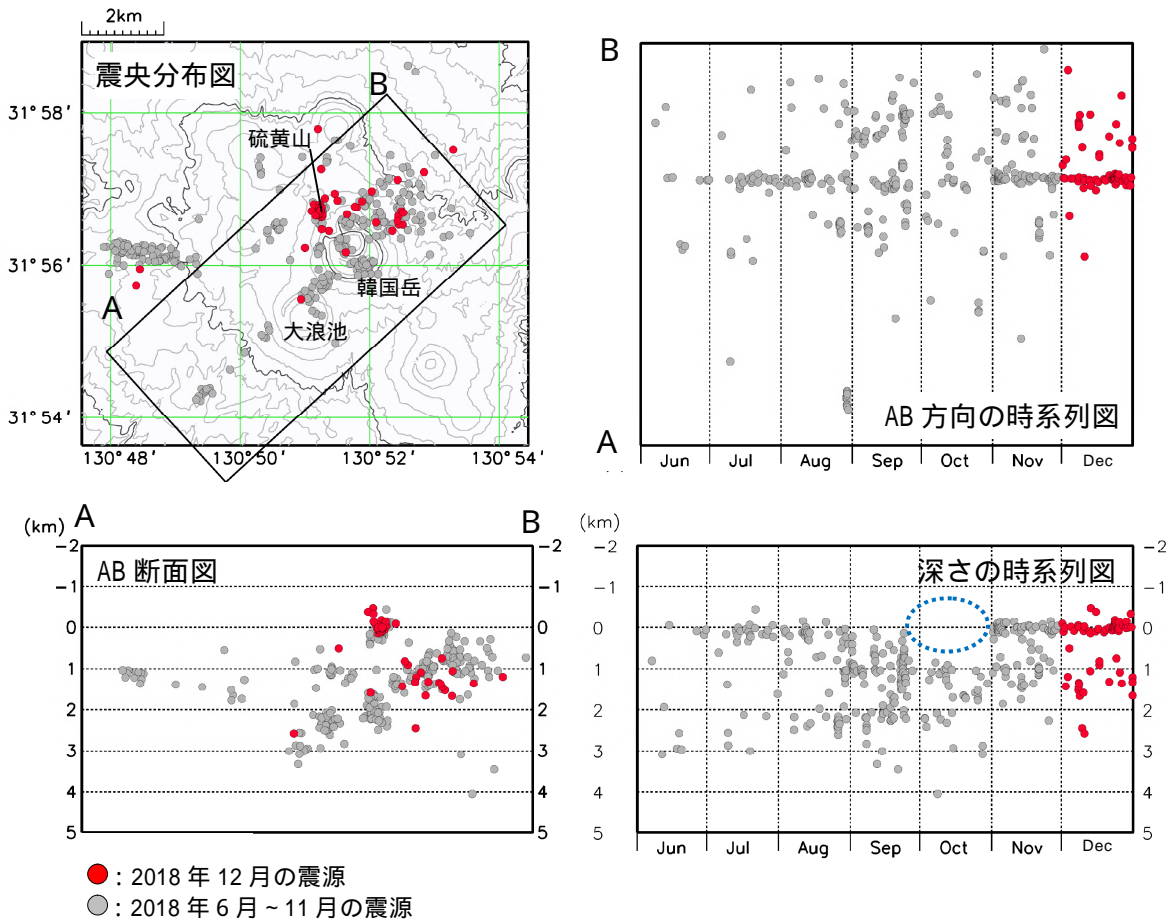 2km
震央分布図
B
硫黄山
A
韓国岳
大浪池
31°58′
31°56′
31°54′
130°48′ 130°50′ 130°52′ 130°54′
B
A
AB 方向の時系列図
Jun Jul Aug Sep Oct Nov Dec
(km) A B
AB 断面図
-2 -2
-1 -1
0 0
1 1
2 2
3 3
4 4
5 5
(km)
深さの時系列図
-2 -2
-1 -1
0 0
1 1
2 2
3 3
4 4
5 5
Jun Jul Aug Sep Oct Nov Dec
: 2018 年 12 月の震源
: 2018 年 6 月 ~ 11 月の震源